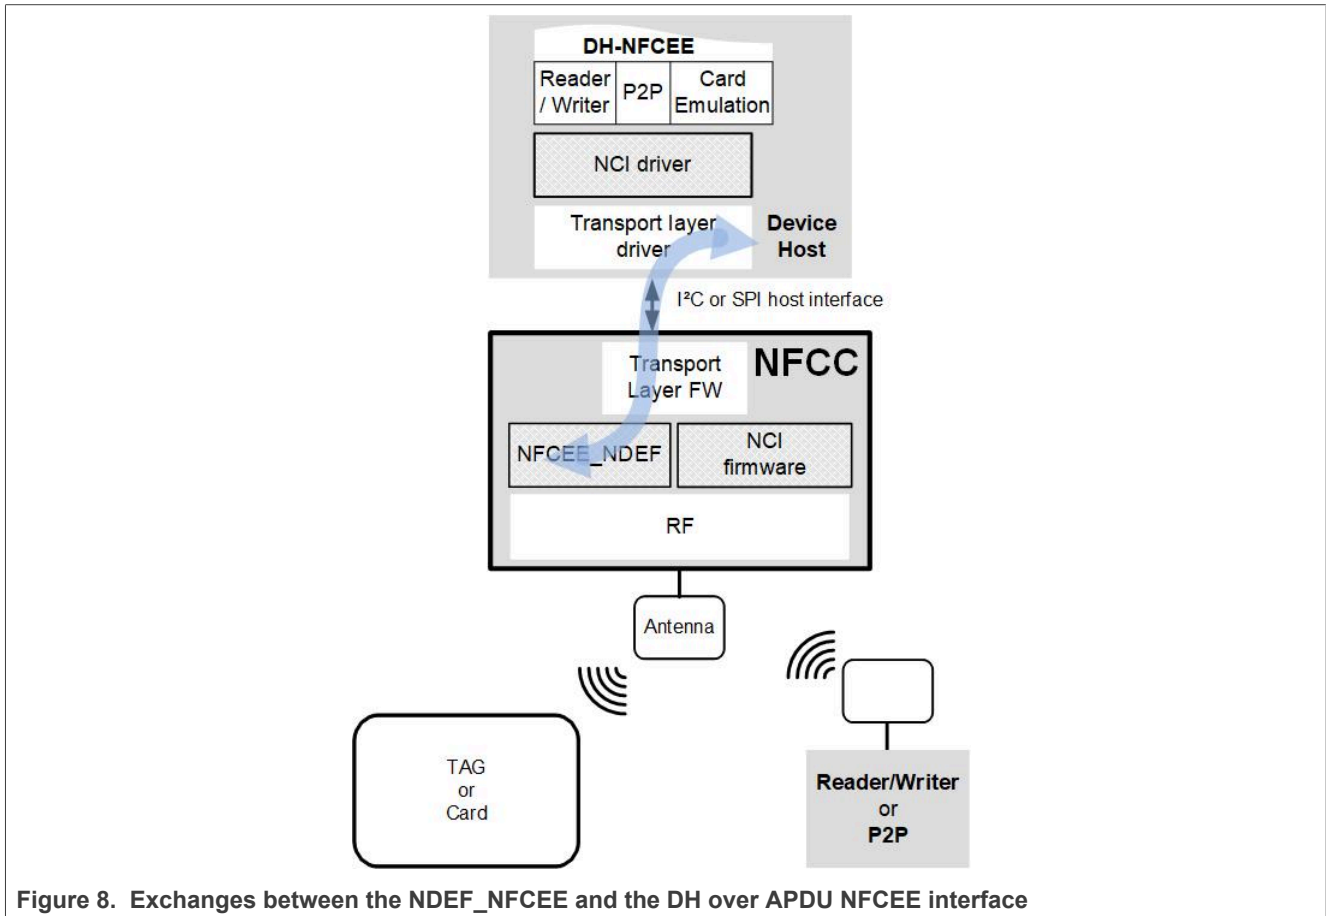 DH-NFCEE
Reader
/ Writer
P2P
Card
Emulation
NCI driver
Transport layer
driver
Device
Host
I²C or SPI host interface
NFCC
Transport
Layer FW
NFCEE_NDEF
NCI
firmware
RF
Antenna
TAG
or
Card
Reader/Writer
or
P2P
Figure 8. Exchanges between the NDEF_NFCEE and the DH over APDU NFCEE interface